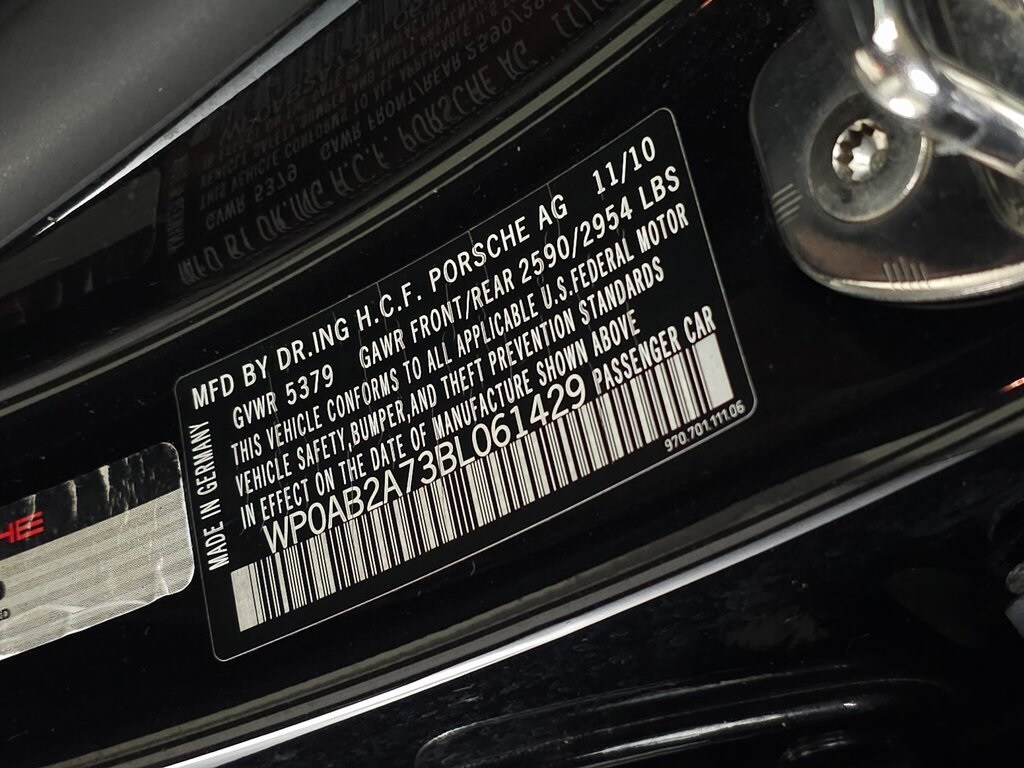 MFD BY DR.ING H.C.F. PORSCHE AG 11/10
GVWR 5379 GAWR FRONT/REAR 2590/2954 LBS
THIS VEHICLE CONFORMS TO ALL APPLICABLE U.S.FEDERAL MOTOR
VEHICLE SAFETY,BUMPER,AND THEFT PREVENTION STANDARDS
IN EFFECT ON THE DATE OF MANUFACTURE SHOWN ABOVE
WP0AB2A73BL061429 PASSENGER CAR
MADE IN GERMANY
970.701.111.06
HE
ED